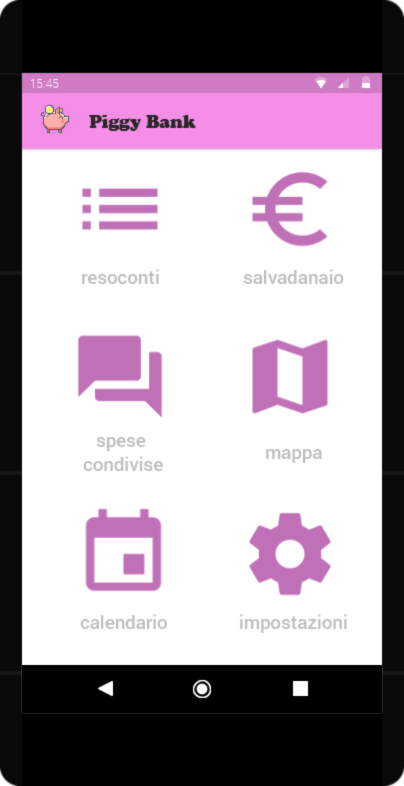 15:45
Piggy Bank
resoconti
salvadanaio
spese
condivise
mappa
calendario
impostazioni